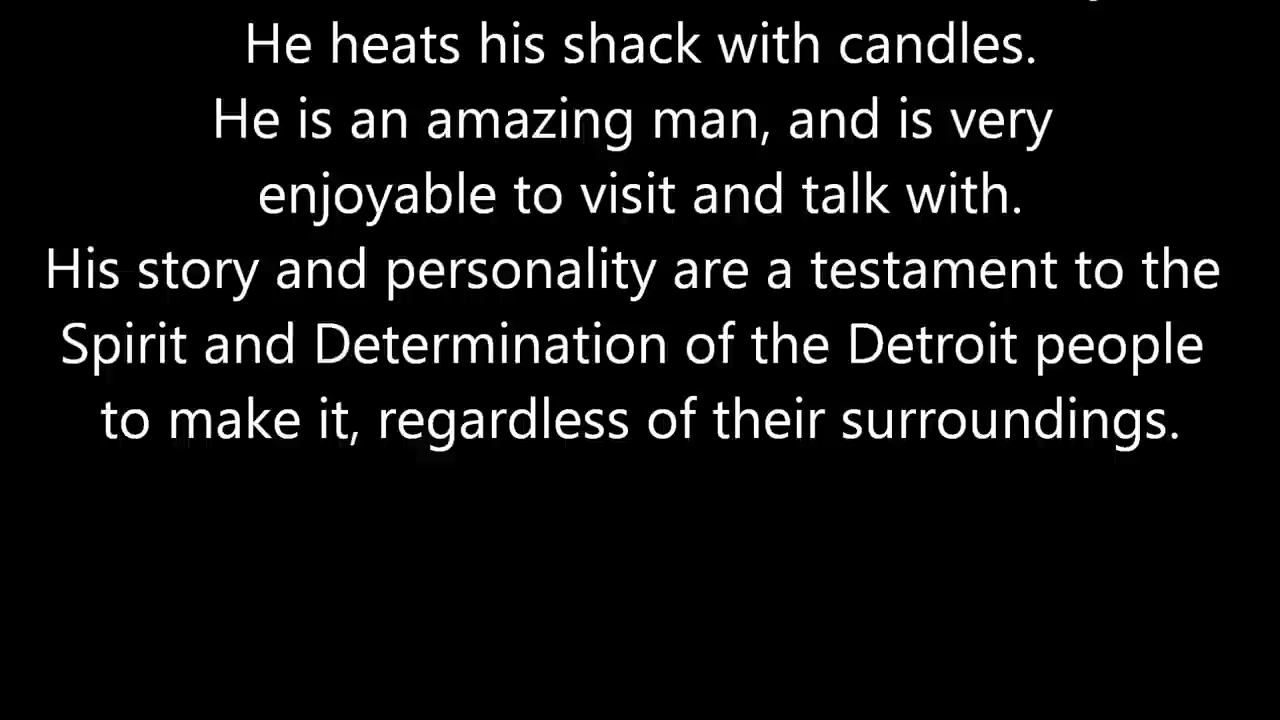 He heats his shack with candles.
He is an amazing man, and is very
enjoyable to visit and talk with.
His story and personality are a testament to the
Spirit and Determination of the Detroit people
to make it, regardless of their surroundings.